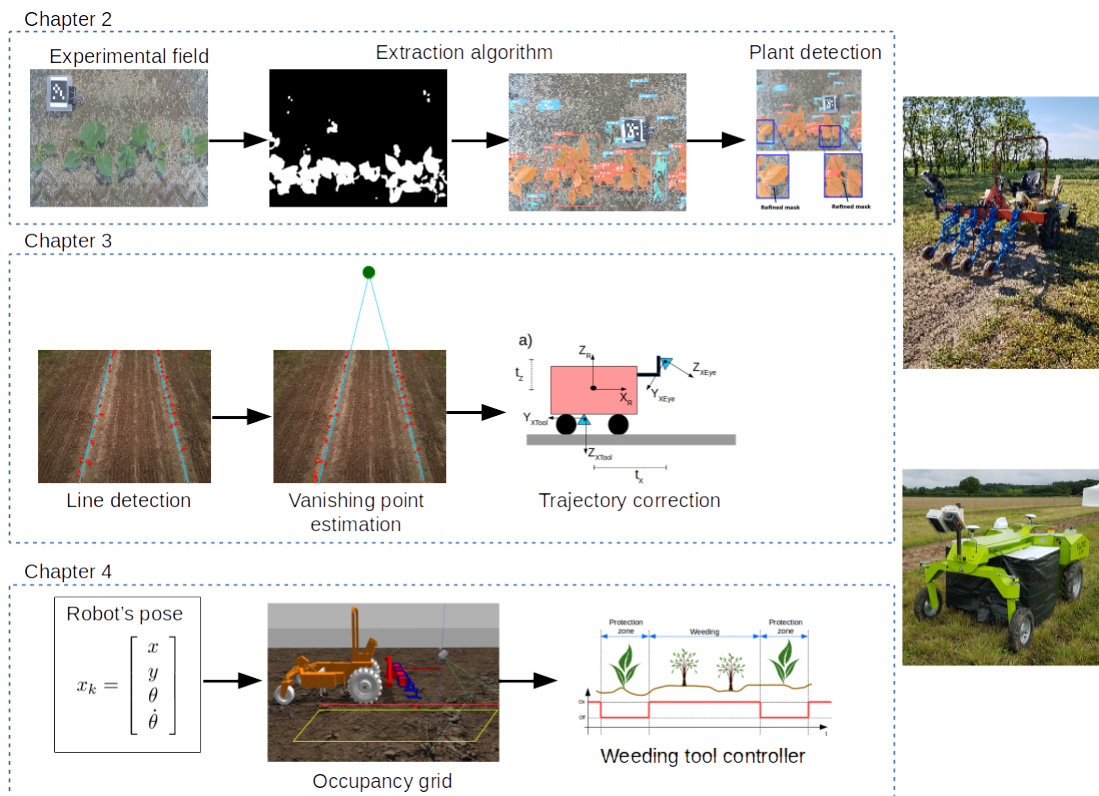 Chapter 2
Experimental field
Extraction algorithm
Plant detection
Refined mask
Refined mask
Chapter 3
a)
Z_R
t_z
X_R
Z_XEye
Y_XEye
Y_XTool
Z_XTool
t_x
Line detection
Vanishing point
estimation
Trajectory correction
Chapter 4
Robot's pose
x_k = [ x
y
θ
θ̇ ]
Occupancy grid
Protection
zone
Weeding
Protection
zone
On
Off
t
Weeding tool controller